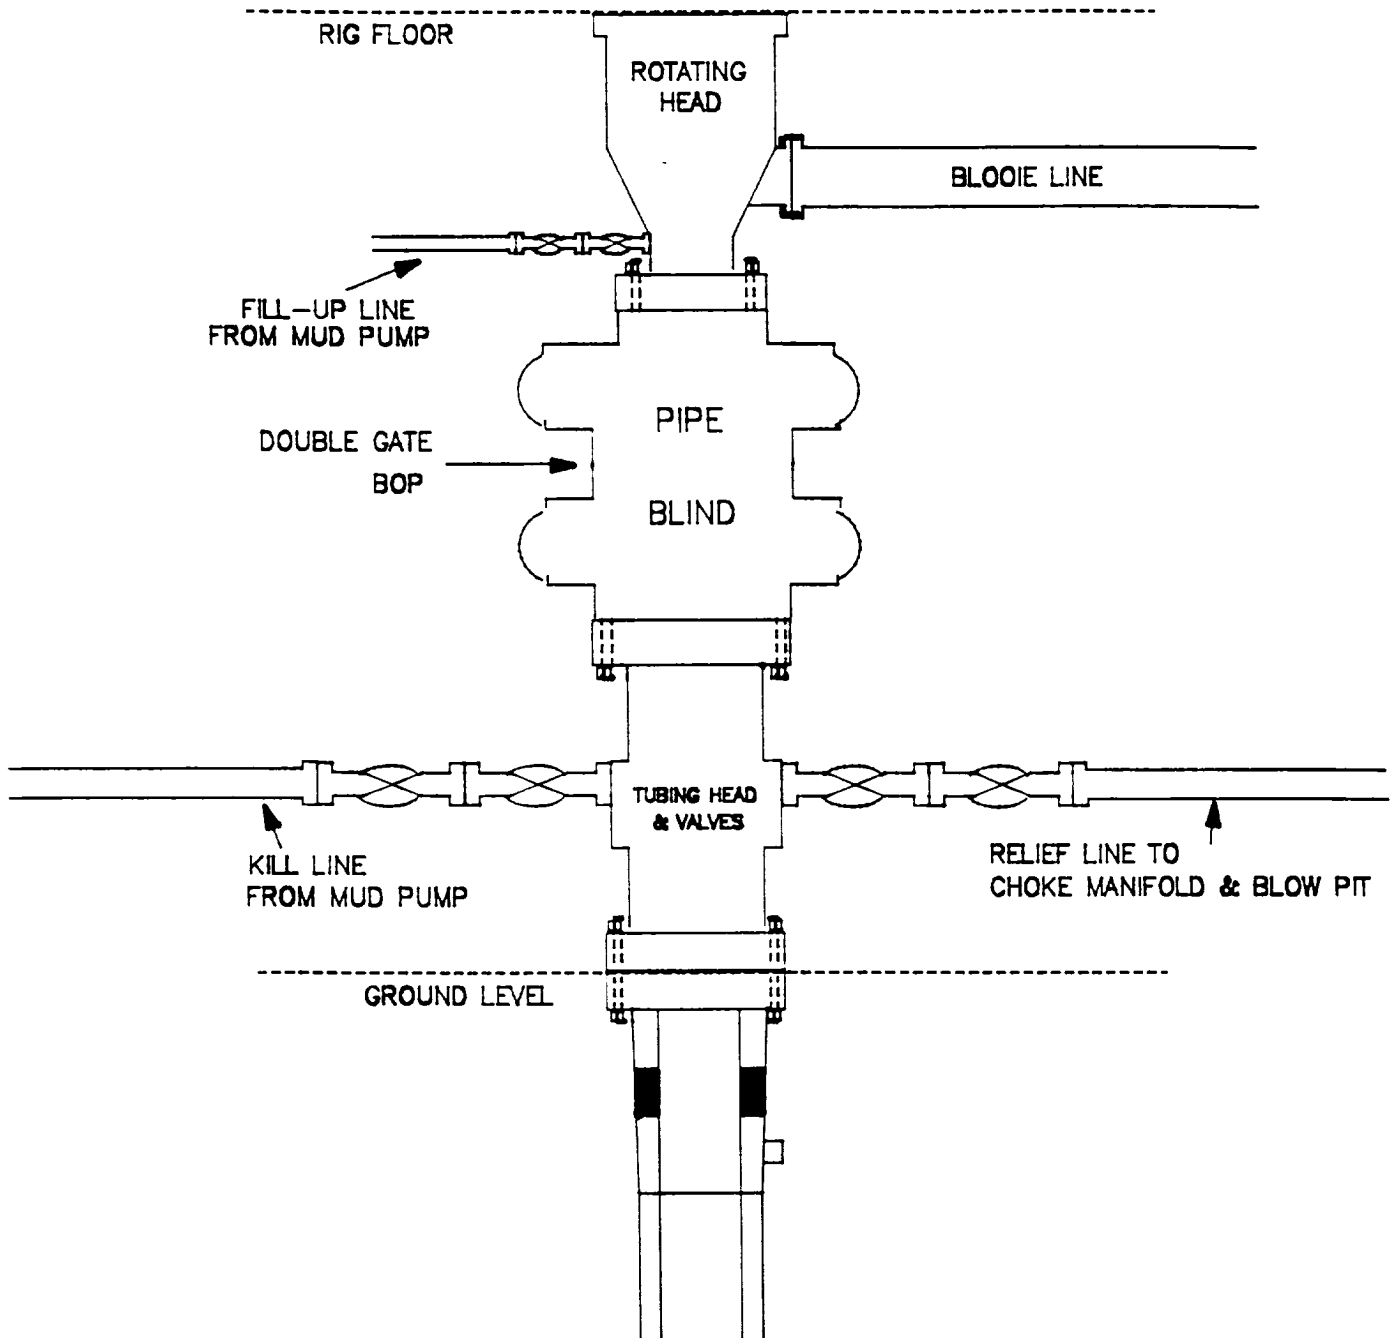 RIG FLOOR
ROTATING
HEAD
BLOOIE LINE
FILL-UP LINE
FROM MUD PUMP
PIPE
DOUBLE GATE
BOP
BLIND
TUBING HEAD
& VALVES
KILL LINE
FROM MUD PUMP
RELIEF LINE TO
CHOKE MANIFOLD & BLOW PIT
GROUND LEVEL